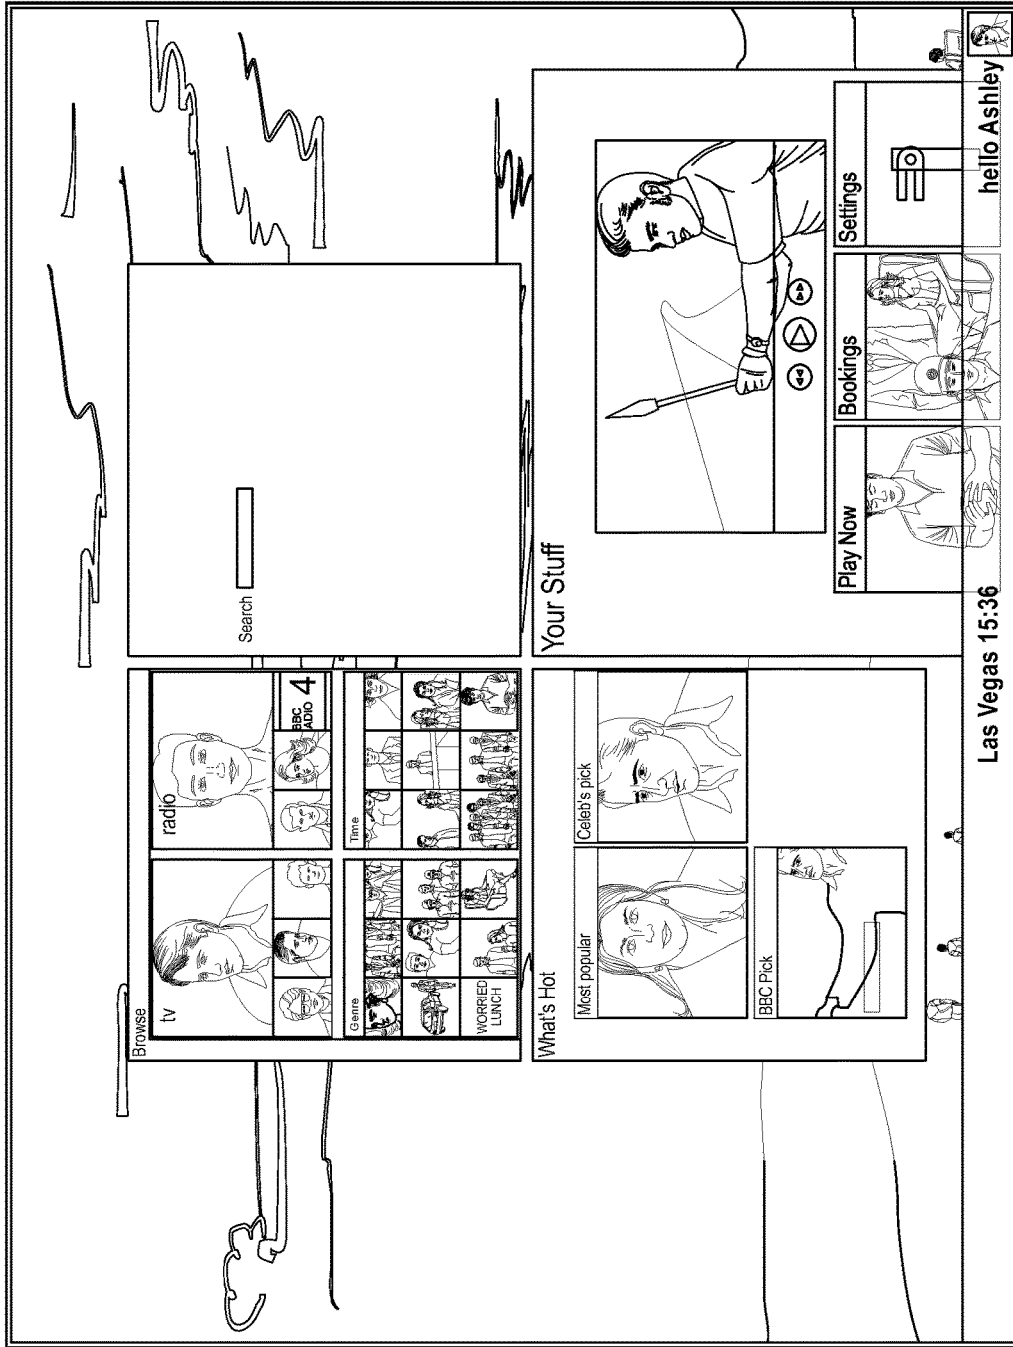 Browse
tv
radio
BBC
ADIO 4
Genre
Time
WORRIED
LUNCH
Search
What's Hot
Most popular
Celeb's pick
BBC Pick
Your Stuff
Play Now
Bookings
Settings
Las Vegas 15:36
hello Ashley